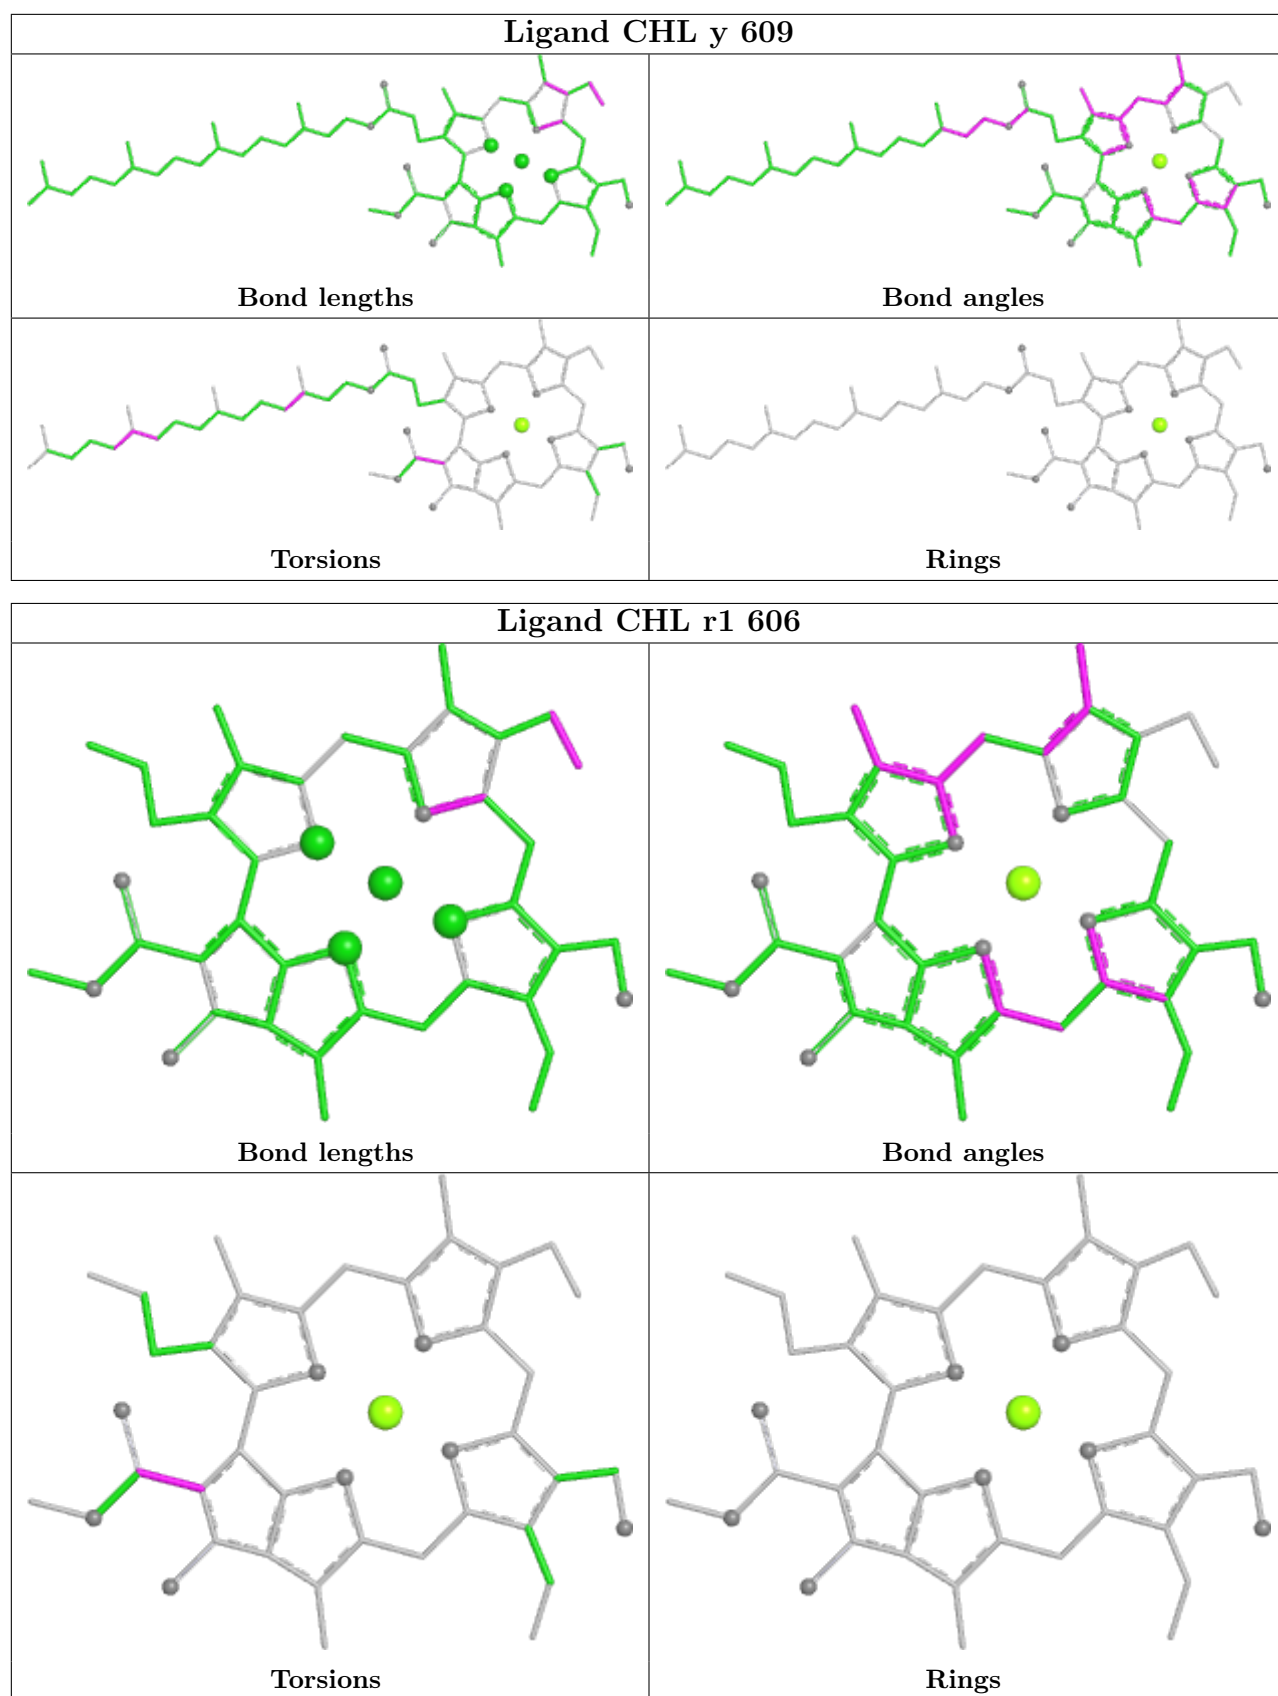 Ligand CHL y 609
Bond lengths
Bond angles
Torsions
Rings
Ligand CHL r1 606
Bond lengths
Bond angles
Torsions
Rings